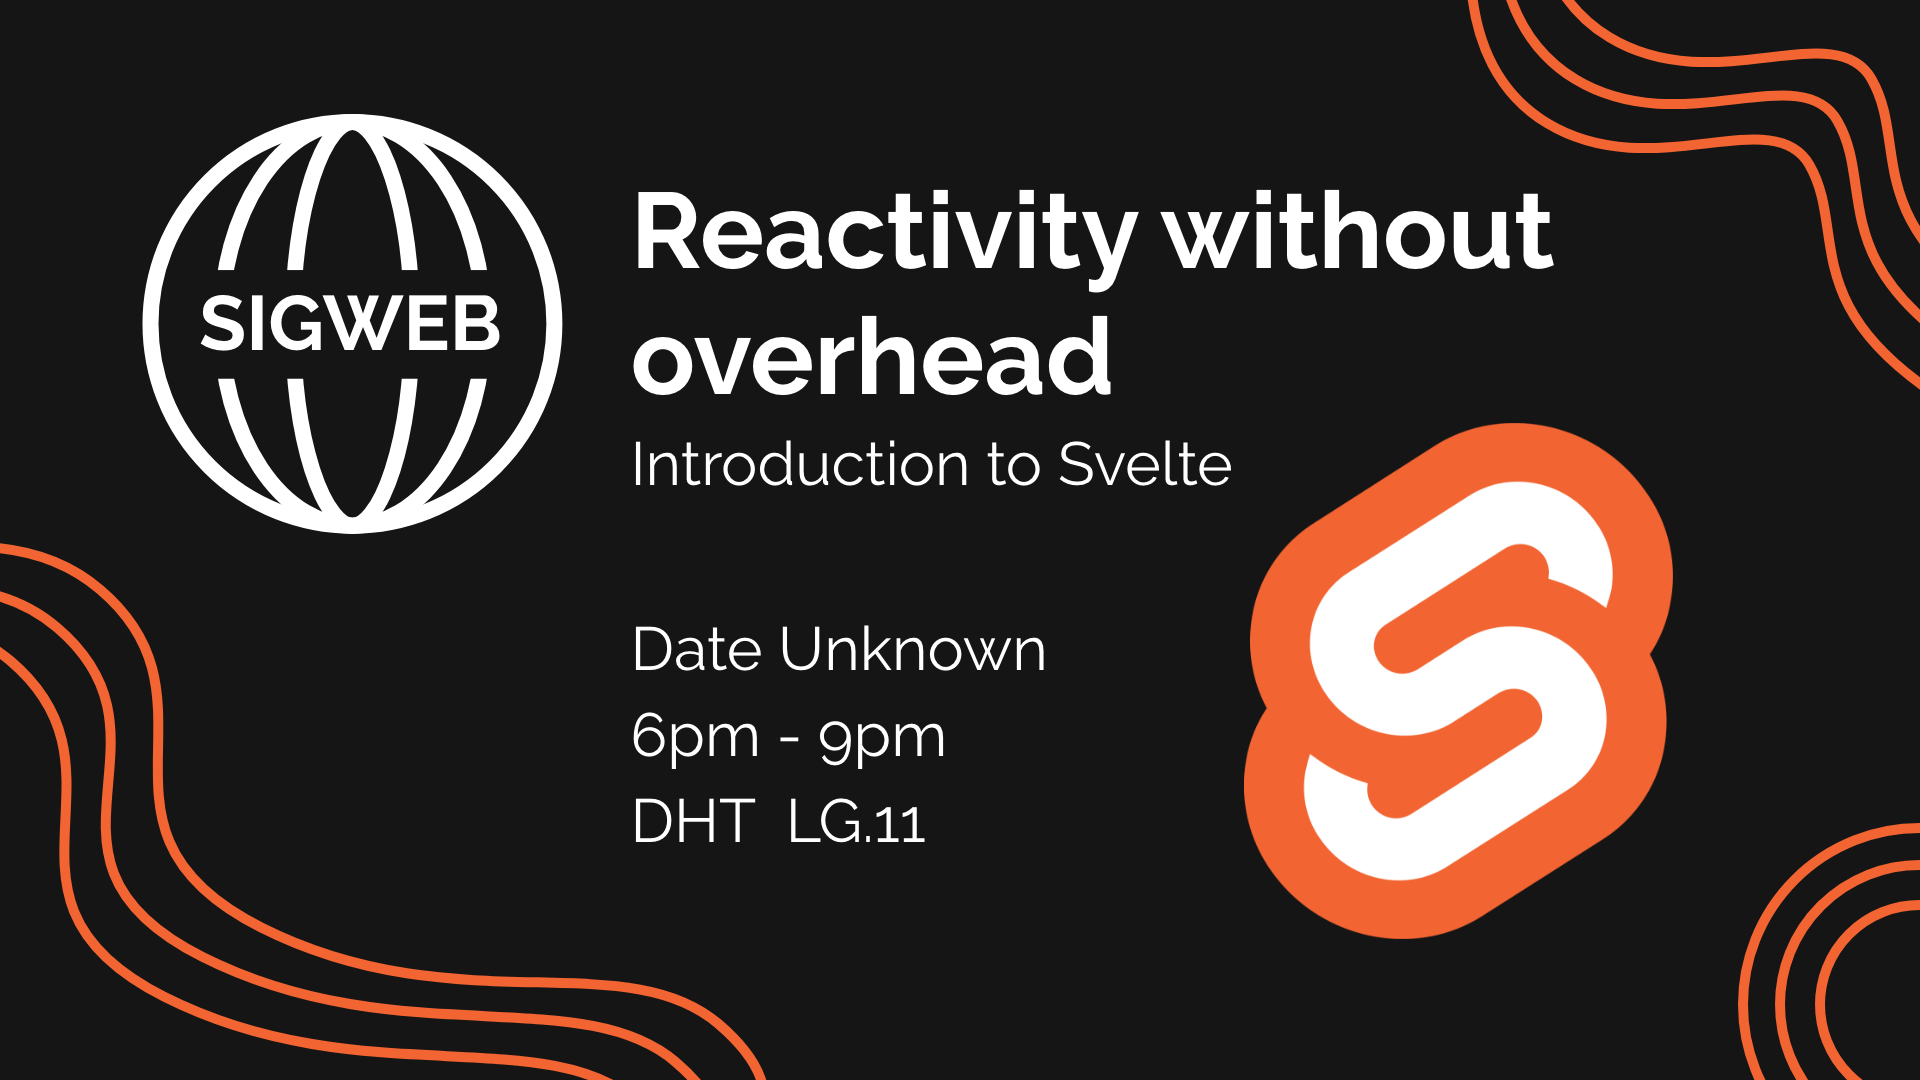 SIGWEB
Reactivity without
overhead
Introduction to Svelte
Date Unknown
6pm - 9pm
DHT  LG.11